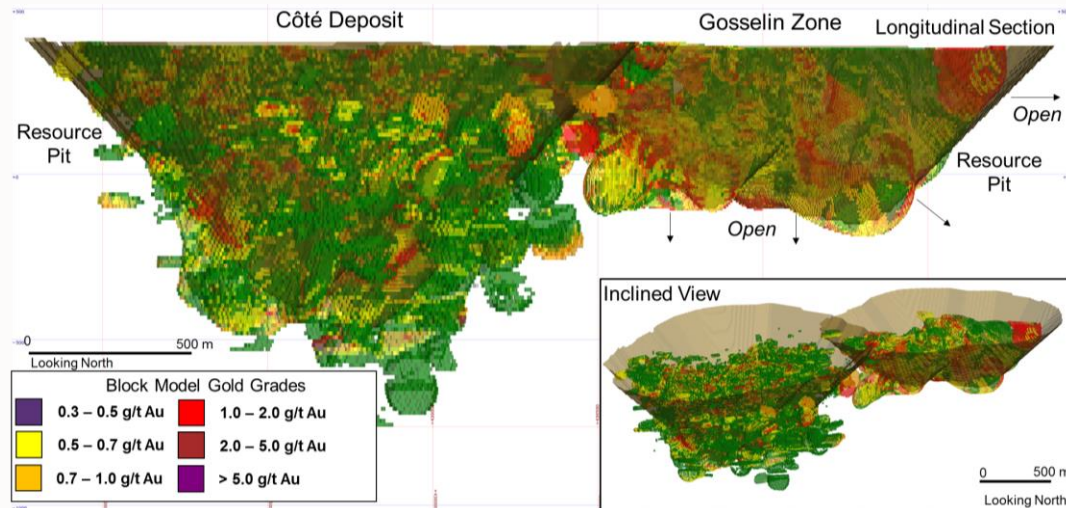 Côté Deposit
Gosselin Zone
Longitudinal Section
Open
Resource
Pit
Resource
Pit
Open
0
500 m
Looking North
Block Model Gold Grades
0.3 – 0.5 g/t Au
1.0 – 2.0 g/t Au
0.5 – 0.7 g/t Au
2.0 – 5.0 g/t Au
0.7 – 1.0 g/t Au
> 5.0 g/t Au
Inclined View
0
500 m
Looking North